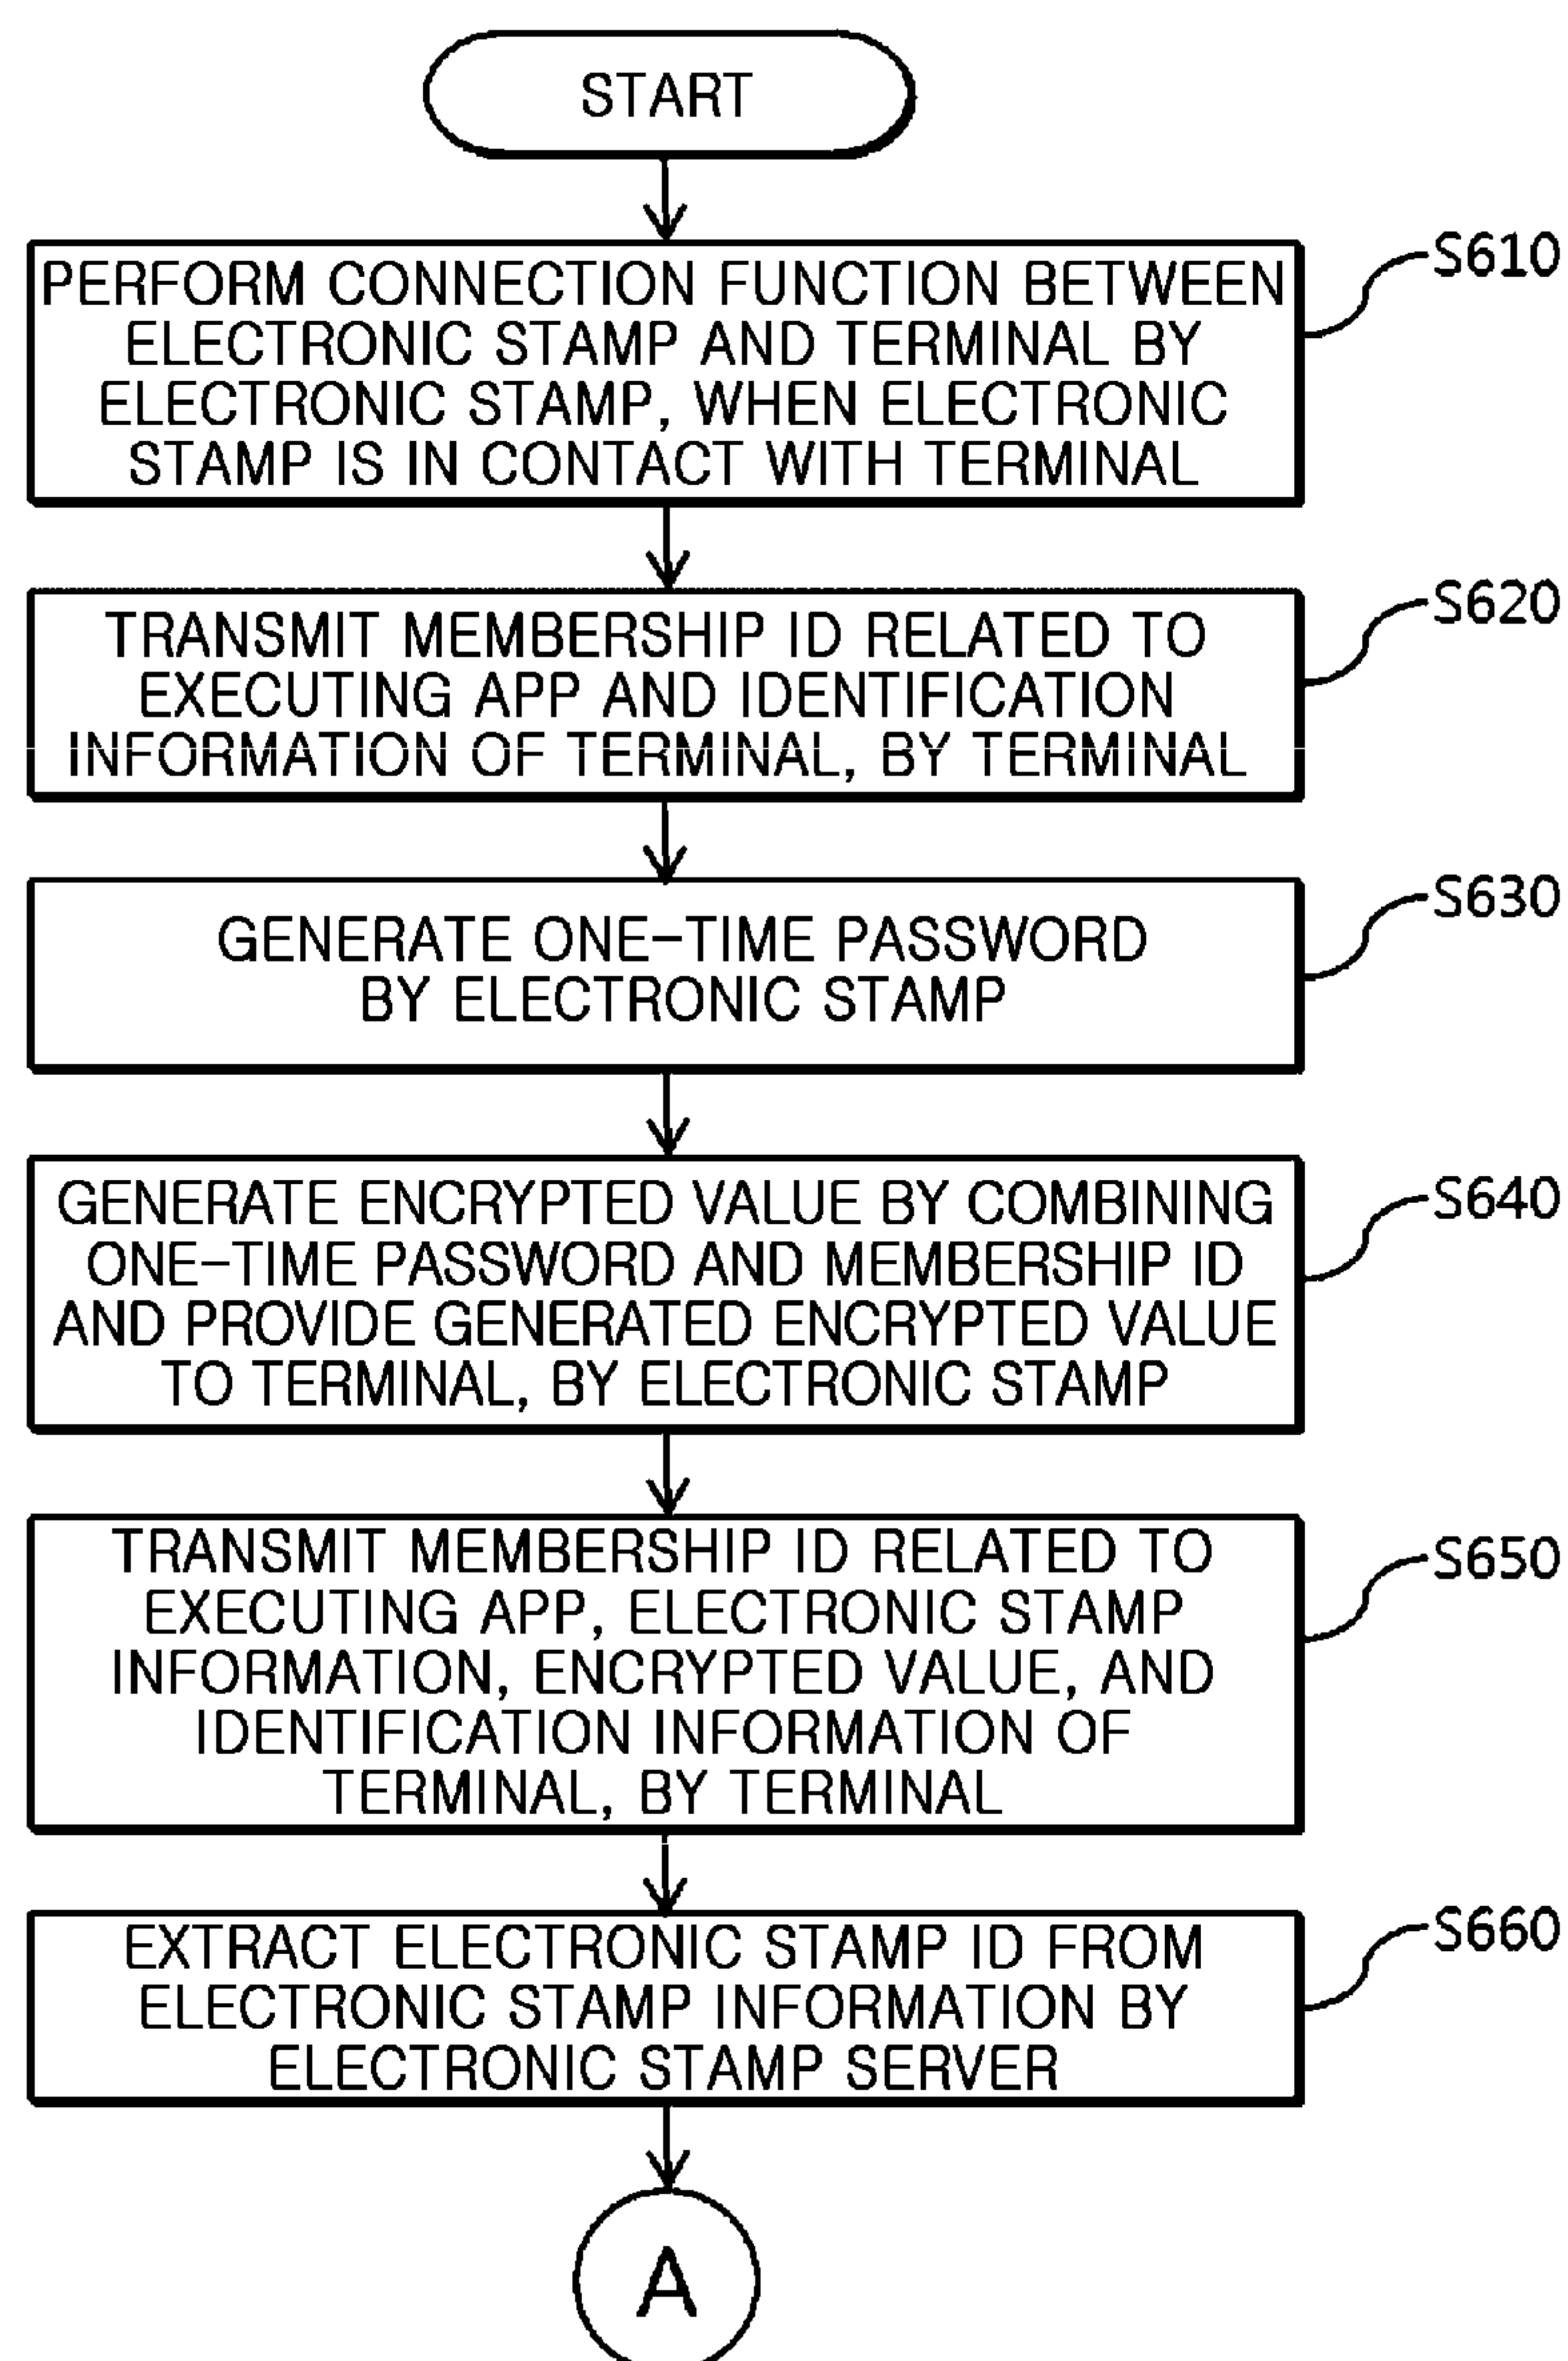 START
S610
PERFORM CONNECTION FUNCTION BETWEEN
ELECTRONIC STAMP AND TERMINAL BY
ELECTRONIC STAMP, WHEN ELECTRONIC
STAMP IS IN CONTACT WITH TERMINAL
S620
TRANSMIT MEMBERSHIP ID RELATED TO
EXECUTING APP AND IDENTIFICATION
INFORMATION OF TERMINAL, BY TERMINAL
S630
GENERATE ONE-TIME PASSWORD
BY ELECTRONIC STAMP
S640
GENERATE ENCRYPTED VALUE BY COMBINING
ONE-TIME PASSWORD AND MEMBERSHIP ID
AND PROVIDE GENERATED ENCRYPTED VALUE
TO TERMINAL, BY ELECTRONIC STAMP
S650
TRANSMIT MEMBERSHIP ID RELATED TO
EXECUTING APP, ELECTRONIC STAMP
INFORMATION, ENCRYPTED VALUE, AND
IDENTIFICATION INFORMATION OF
TERMINAL, BY TERMINAL
S660
EXTRACT ELECTRONIC STAMP ID FROM
ELECTRONIC STAMP INFORMATION BY
ELECTRONIC STAMP SERVER
A